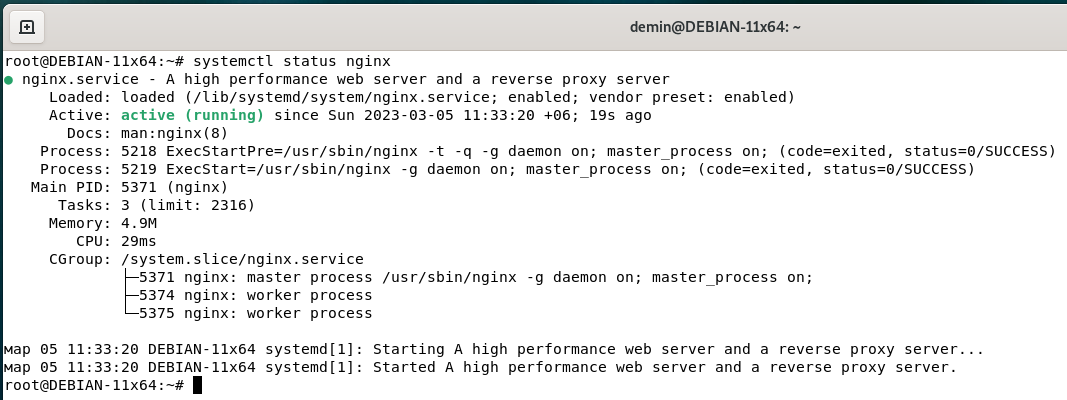 demin@DEBIAN-11x64: ~
root@DEBIAN-11x64:~# systemctl status nginx
● nginx.service - A high performance web server and a reverse proxy server
     Loaded: loaded (/lib/systemd/system/nginx.service; enabled; vendor preset: enabled)
     Active: active (running) since Sun 2023-03-05 11:33:20 +06; 19s ago
       Docs: man:nginx(8)
    Process: 5218 ExecStartPre=/usr/sbin/nginx -t -q -g daemon on; master_process on; (code=exited, status=0/SUCCESS)
    Process: 5219 ExecStart=/usr/sbin/nginx -g daemon on; master_process on; (code=exited, status=0/SUCCESS)
   Main PID: 5371 (nginx)
      Tasks: 3 (limit: 2316)
     Memory: 4.9M
        CPU: 29ms
     CGroup: /system.slice/nginx.service
             ├─5371 nginx: master process /usr/sbin/nginx -g daemon on; master_process on;
             ├─5374 nginx: worker process
             └─5375 nginx: worker process
мар 05 11:33:20 DEBIAN-11x64 systemd[1]: Starting A high performance web server and a reverse proxy server...
мар 05 11:33:20 DEBIAN-11x64 systemd[1]: Started A high performance web server and a reverse proxy server.
root@DEBIAN-11x64:~#